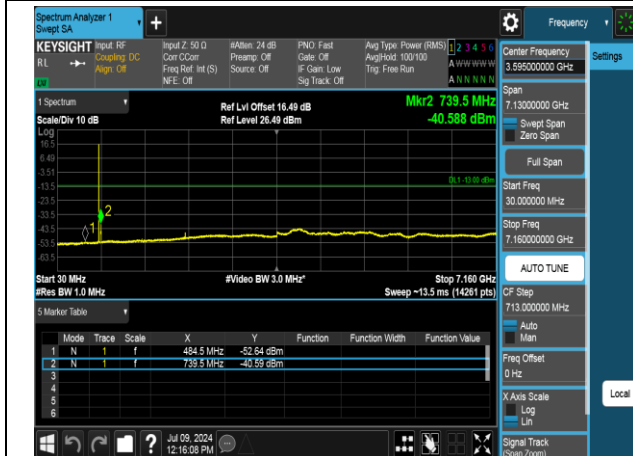 Spectrum Analyzer 1
Swept SA
+
Frequency
KEYSIGHT
RL
LXI
Input: RF
Coupling: DC
Align: Off
Input Z: 50 Ω
Corr CCorr
Freq Ref: Int (S)
NFE: Off
#Atten: 24 dB
Preamp: Off
Source: Off
PNO: Fast
Gate: Off
IF Gain: Low
Sig Track: Off
Avg Type: Power (RMS)
Avg|Hold: 100/100
Trig: Free Run
1 2 3 4 5 6
A W W W W W
A N N N N N
1 Spectrum
Scale/Div 10 dB
Log
Ref Lvl Offset 16.49 dB
Ref Level 26.49 dBm
Mkr2 739.5 MHz
-40.588 dBm
16.5
6.49
-3.51
-13.5
-23.5
-33.5
-43.5
-53.5
-63.5
DL1 -13.00 dBm
1
2
Start 30 MHz
#Res BW 1.0 MHz
#Video BW 3.0 MHz*
Stop 7.160 GHz
Sweep ~13.5 ms (14261 pts)
5 Marker Table
Mode Trace Scale X Y Function Function Width Function Value
1 N 1 f 484.5 MHz -52.64 dBm
2 N 1 f 739.5 MHz -40.59 dBm
3
4
5
6
?
Jul 09, 2024
12:16:08 PM
Center Frequency
3.595000000 GHz
Span
7.13000000 GHz
Swept Span
Zero Span
Full Span
Start Freq
30.000000 MHz
Stop Freq
7.160000000 GHz
AUTO TUNE
CF Step
713.000000 MHz
Auto
Man
Freq Offset
0 Hz
X Axis Scale
Log
Lin
Signal Track
(Span Zoom)
Settings
Local